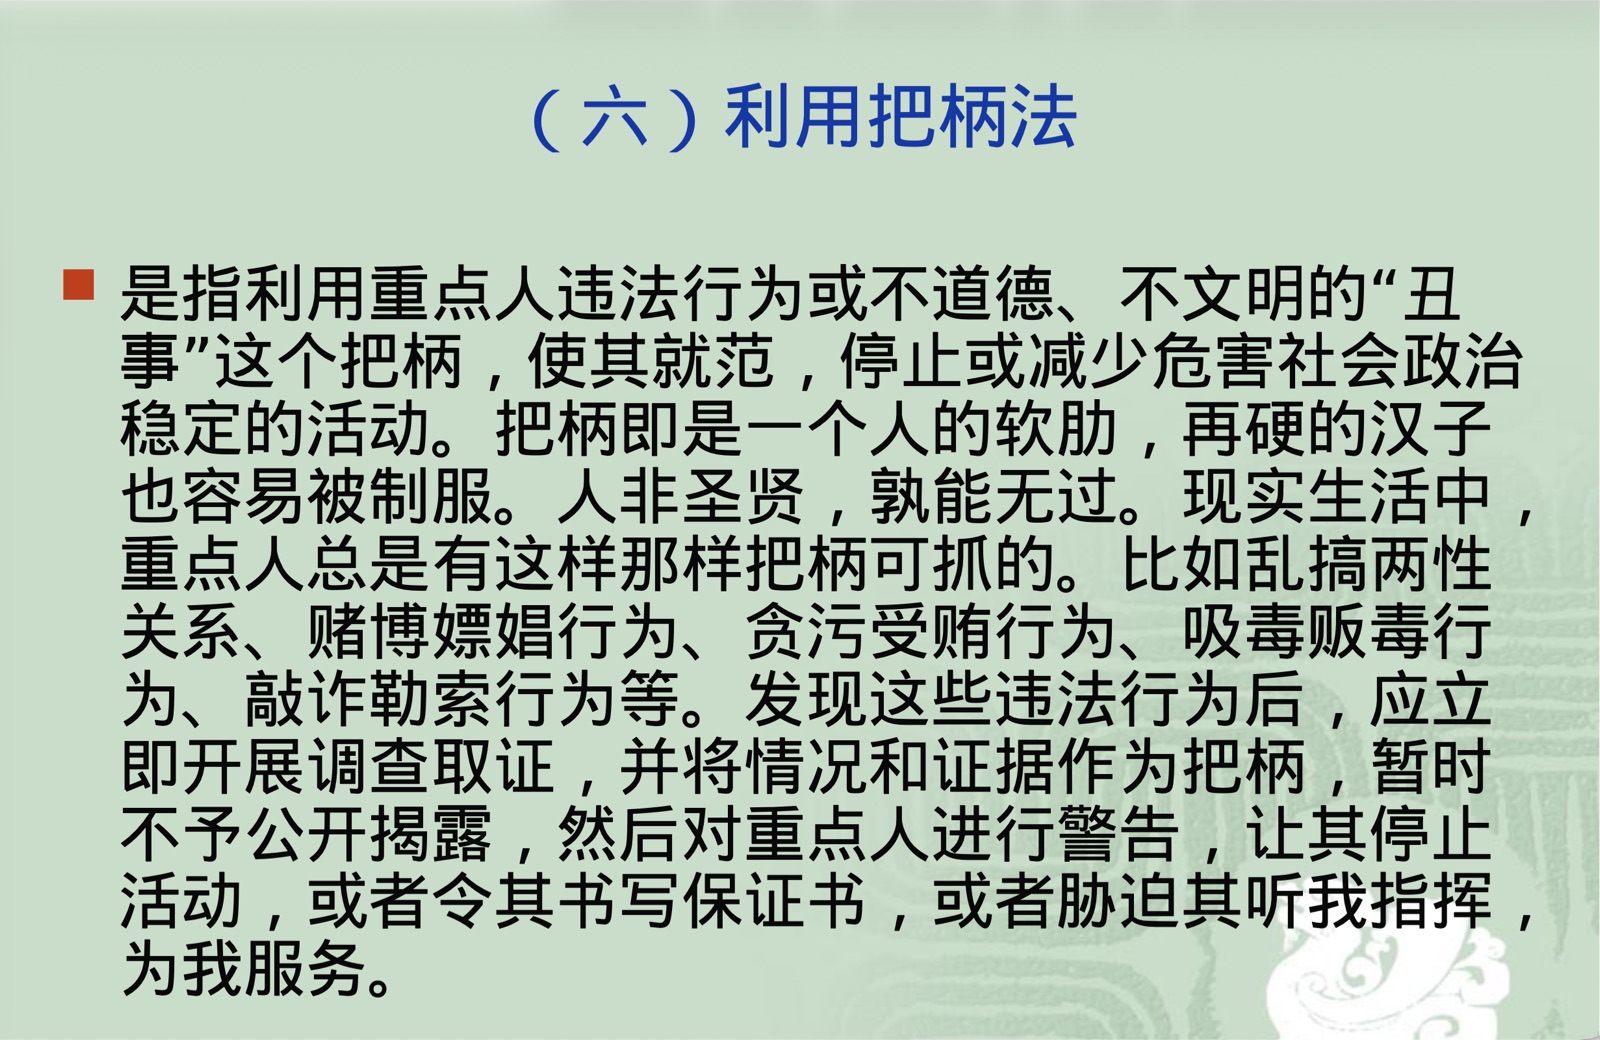 （六）利用把柄法
是指利用重点人违法行为或不道德、不文明的“丑
事”这个把柄，使其就范，停止或减少危害社会政治
稳定的活动。把柄即是一个人的软肋，再硬的汉子
也容易被制服。人非圣贤，孰能无过。现实生活中，
重点人总是有这样那样把柄可抓的。比如乱搞两性
关系、赌博嫖娼行为、贪污受贿行为、吸毒贩毒行
为、敲诈勒索行为等。发现这些违法行为后，应立
即开展调查取证，并将情况和证据作为把柄，暂时
不予公开揭露，然后对重点人进行警告，让其停止
活动，或者令其书写保证书，或者胁迫其听我指挥，
为我服务。